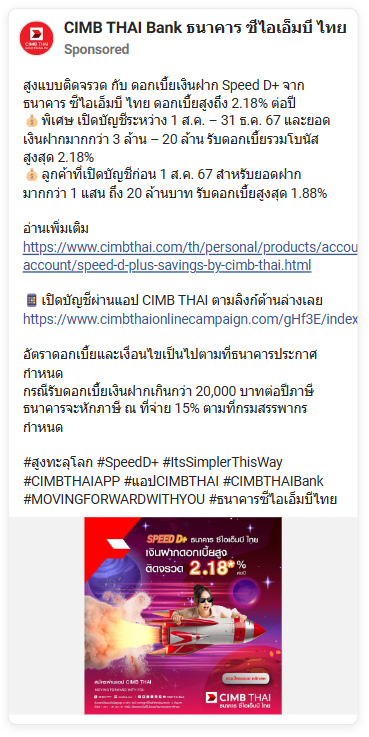 CIMB THAI Bank ธนาคาร ซีไอเอ็มบี ไทย
Sponsored
สูงแบบติดจรวด กับ ดอกเบี้ยเงินฝาก Speed D+ จาก
ธนาคาร ซีไอเอ็มบี ไทย ดอกเบี้ยสูงถึง 2.18% ต่อปี
💰 พิเศษ เปิดบัญชีระหว่าง 1 ส.ค. – 31 ธ.ค. 67 และยอด
เงินฝากมากกว่า 3 ล้าน – 20 ล้าน รับดอกเบี้ยรวมโบนัส
สูงสุด 2.18%
💰 ลูกค้าที่เปิดบัญชีก่อน 1 ส.ค. 67 สำหรับยอดฝาก
มากกว่า 1 แสน ถึง 20 ล้านบาท รับดอกเบี้ยสูงสุด 1.88%
อ่านเพิ่มเติม
https://www.cimbthai.com/th/personal/products/accou
account/speed-d-plus-savings-by-cimb-thai.html
📱 เปิดบัญชีผ่านแอป CIMB THAI ตามลิงก์ด้านล่างเลย
https://www.cimbthaionlinecampaign.com/gHf3E/index
อัตราดอกเบี้ยและเงื่อนไขเป็นไปตามที่ธนาคารประกาศ
กำหนด
กรณีรับดอกเบี้ยเงินฝากเกินกว่า 20,000 บาทต่อปีภาษี
ธนาคารจะหักภาษี ณ ที่จ่าย 15% ตามที่กรมสรรพากร
กำหนด
#สูงทะลุโลก #SpeedD+ #ItsSimplerThisWay
#CIMBTHAIAPP #แอปCIMBTHAI #CIMBTHAIBank
#MOVINGFORWARDWITHYOU #ธนาคารซีไอเอ็มบีไทย
SPEED D+ ธนาคาร ซีไอเอ็มบี ไทย
เงินฝากดอกเบี้ยสูง
ติดจรวด 2.18*%
ต่อปี
สมัครผ่านแอป CIMB THAI
MOVING FORWARD WITH YOU
CIMB THAI
ธนาคาร ซีไอเอ็มบี ไทย